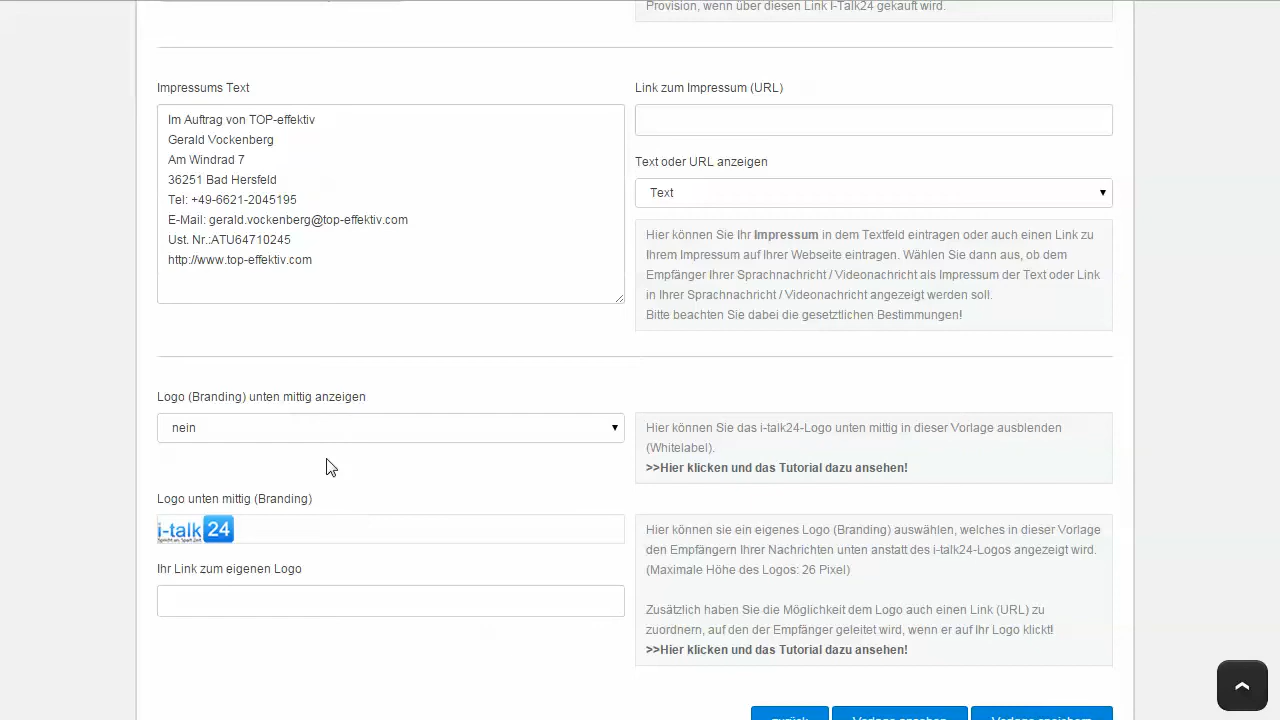 Provision, wenn über diesen Link I-Talk24 gekauft wird.
Impressums Text
Im Auftrag von TOP-effektiv
Gerald Vockenberg
Am Windrad 7
36251 Bad Hersfeld
Tel: +49-6621-2045195
E-Mail: gerald.vockenberg@top-effektiv.com
Ust. Nr.:ATU64710245
http://www.top-effektiv.com
Link zum Impressum (URL)
Text oder URL anzeigen
Text
Hier können Sie Ihr Impressum in dem Textfeld eintragen oder auch einen Link zu
Ihrem Impressum auf Ihrer Webseite eintragen. Wählen Sie dann aus, ob dem
Empfänger Ihrer Sprachnachricht / Videonachricht als Impressum der Text oder Link
in Ihrer Sprachnachricht / Videonachricht angezeigt werden soll.
Bitte beachten Sie dabei die gesetztlichen Bestimmungen!
Logo (Branding) unten mittig anzeigen
nein
Hier können Sie das i-talk24-Logo unten mittig in dieser Vorlage ausblenden
(Whitelabel).
>>Hier klicken und das Tutorial dazu ansehen!
Logo unten mittig (Branding)
i-talk 24
Ihr Link zum eigenen Logo
Hier können sie ein eigenes Logo (Branding) auswählen, welches in dieser Vorlage
den Empfängern Ihrer Nachrichten unten anstatt des i-talk24-Logos angezeigt wird.
(Maximale Höhe des Logos: 26 Pixel)
Zusätzlich haben Sie die Möglichkeit dem Logo auch einen Link (URL) zu
zuordnern, auf den der Empfänger geleitet wird, wenn er auf Ihr Logo klickt!
>>Hier klicken und das Tutorial dazu ansehen!
zurück
Vorlage ansehen
Vorlage speichern